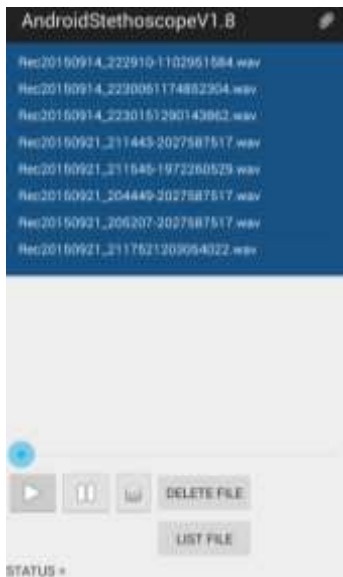 AndroidStethoscopeV1.8
Rec20150914_222910-1102951584.wav
Rec20150914_2230061174852304.wav
Rec20150914_2230151290143862.wav
Rec20150921_211443-2027587517.wav
Rec20150921_211646-1972260529.wav
Rec20150921_204449-2027587517.wav
Rec20150921_205207-2027587517.wav
Rec20150921_2117521203054022.wav
DELETE FILE
LIST FILE
STATUS =